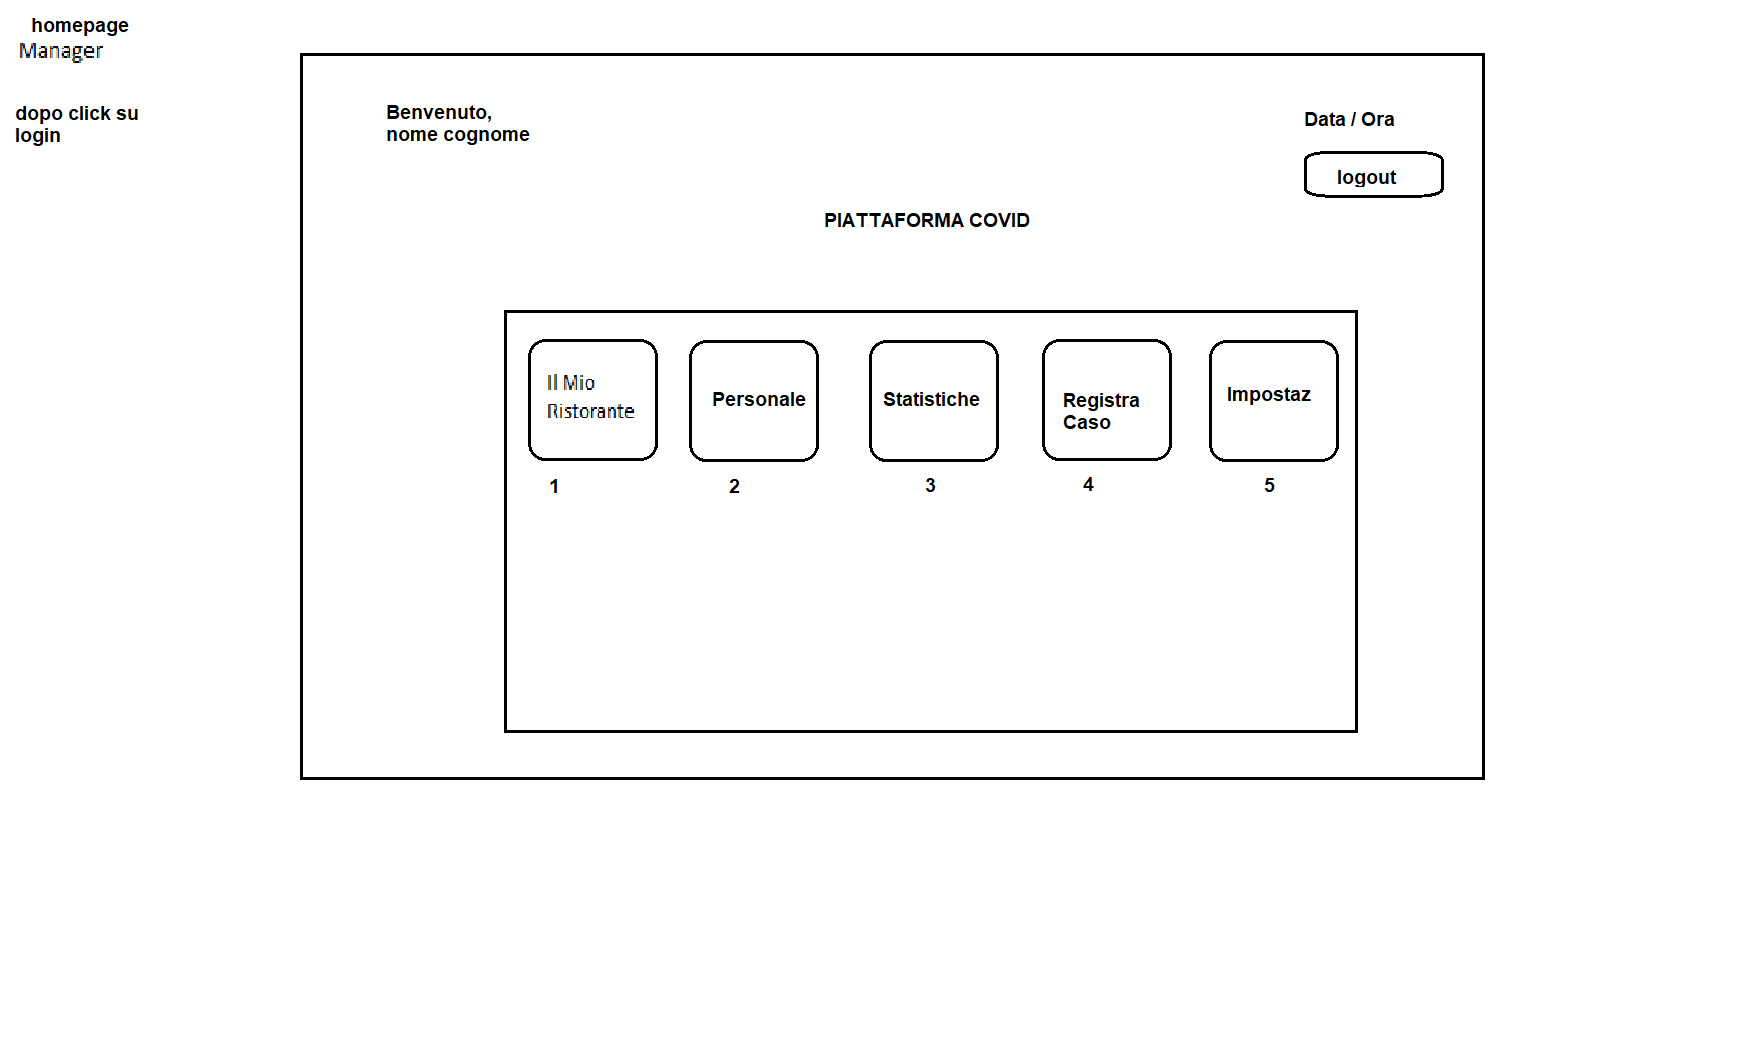 homepage
Manager
dopo click su
login
Benvenuto,
nome cognome
Data / Ora
logout
PIATTAFORMA COVID
Il Mio
Ristorante
Personale
Statistiche
Registra
Caso
Impostaz
1
2
3
4
5